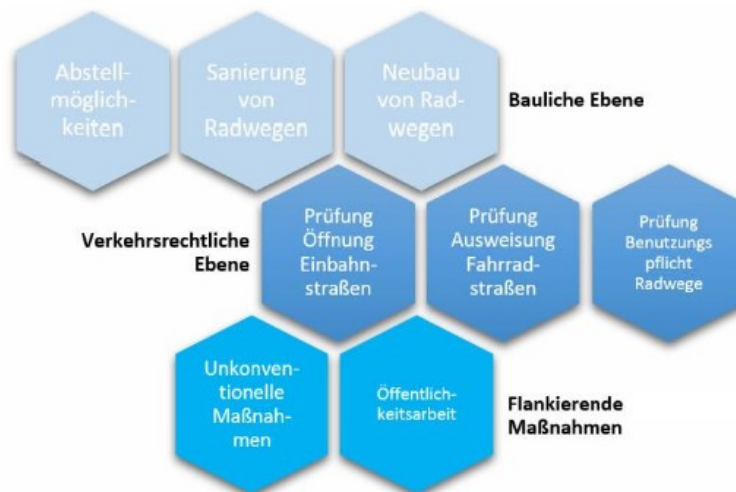 Abstell-
möglich-
keiten
Sanierung
von
Radwegen
Neubau
von Rad-
wegen
Bauliche Ebene
Verkehrsrechtliche
Ebene
Prüfung
Öffnung
Einbahn-
straßen
Prüfung
Ausweisung
Fahrrad-
straßen
Prüfung
Benutzungs
pflicht
Radwege
Unkonven-
tionelle
Maßnah-
men
Öffentlich-
keitsarbeit
Flankierende
Maßnahmen